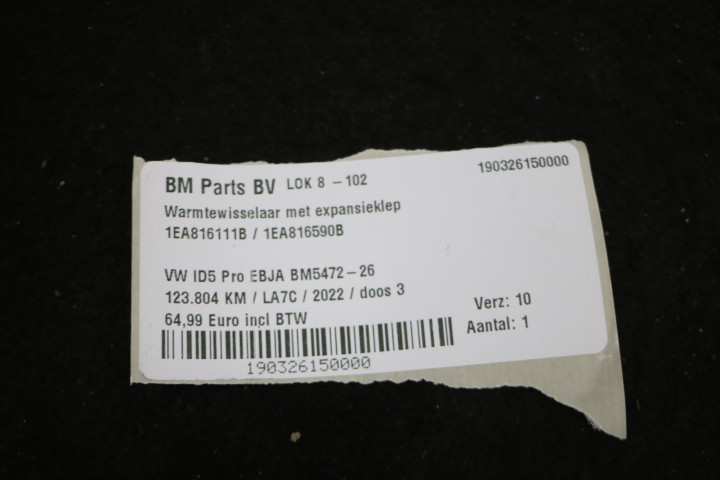 BM Parts BV LOK 8 - 102 190326150000
Warmtewisselaar met expansieklep
1EA816111B / 1EA816590B
VW ID5 Pro EBJA BM5472-26
123.804 KM / LA7C / 2022 / doos 3
64,99 Euro incl BTW
Verz: 10
Aantal: 1
190326150000